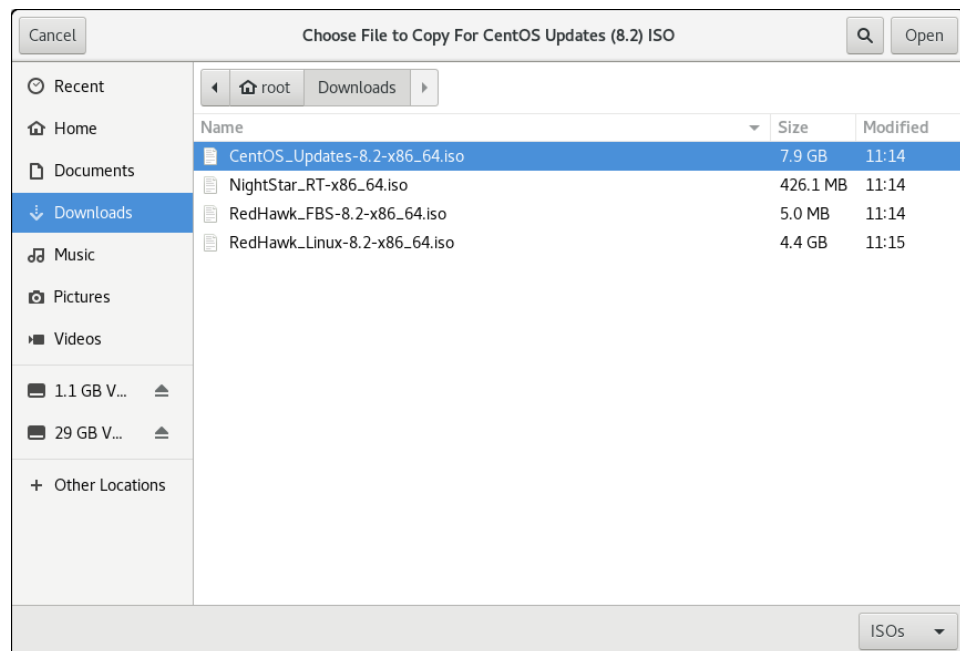 Cancel Choose File to Copy For CentOS Updates (8.2) ISO Open
Recent
Home
Documents
Downloads
Music
Pictures
Videos
1.1 GB V...
29 GB V...
Other Locations
root Downloads
Name Size Modified
CentOS_Updates-8.2-x86_64.iso 7.9 GB 11:14
NightStar_RT-x86_64.iso 426.1 MB 11:14
RedHawk_FBS-8.2-x86_64.iso 5.0 MB 11:14
RedHawk_Linux-8.2-x86_64.iso 4.4 GB 11:15
ISOs